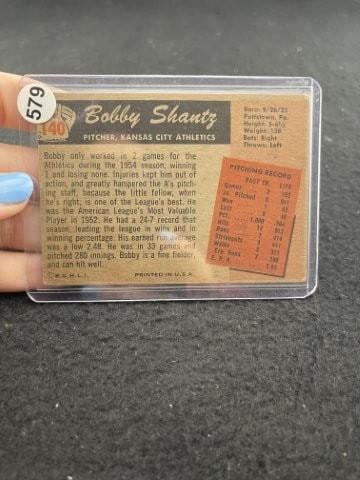 579
140
Bobby Shantz
PITCHER, KANSAS CITY ATHLETICS
Born: 9/26/25
Pottstown, Pa.
Height: 5-6½
Weight: 138
Bats: Right
Throws: Left
Bobby only worked in 2 games for the
Athletics during the 1954 season, winning
1 and losing none. Injuries kept him out of
action, and greatly hampered the A's pitch-
ing staff, because the little fellow, when
he's right, is one of the League's best. He
was the American League's Most Valuable
Player in 1952. He had a 24-7 record that
season, leading the league in wins and in
winning percentage. His earned run average
was a low 2.48. He was in 33 games and
pitched 280 innings. Bobby is a fine fielder,
and can hit well.
©B.G.H.L.I. PRINTED IN U.S.A.
PITCHING RECORD
PAST YR. LIFE
Games
In. Pitched
Won
Lost
PCT. 1.000
Hits 12
Runs 7
Strikeouts
Walks
Ern. Runs 7
E.R.A.